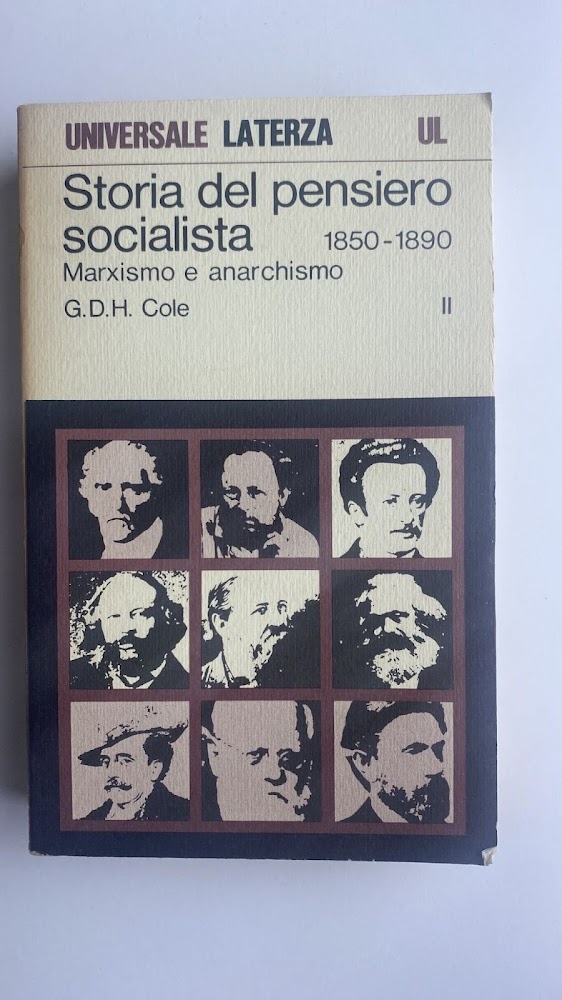 UNIVERSALE LATERZA UL
Storia del pensiero
socialista 1850-1890
Marxismo e anarchismo
G.D.H. Cole II